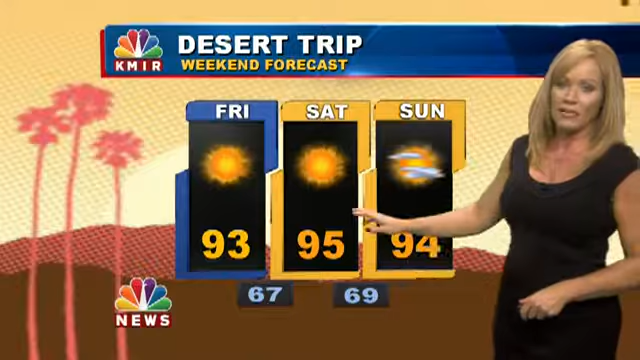 KMIR
DESERT TRIP
WEEKEND FORECAST
FRI
SAT
SUN
93
95
94
67
69
NEWS